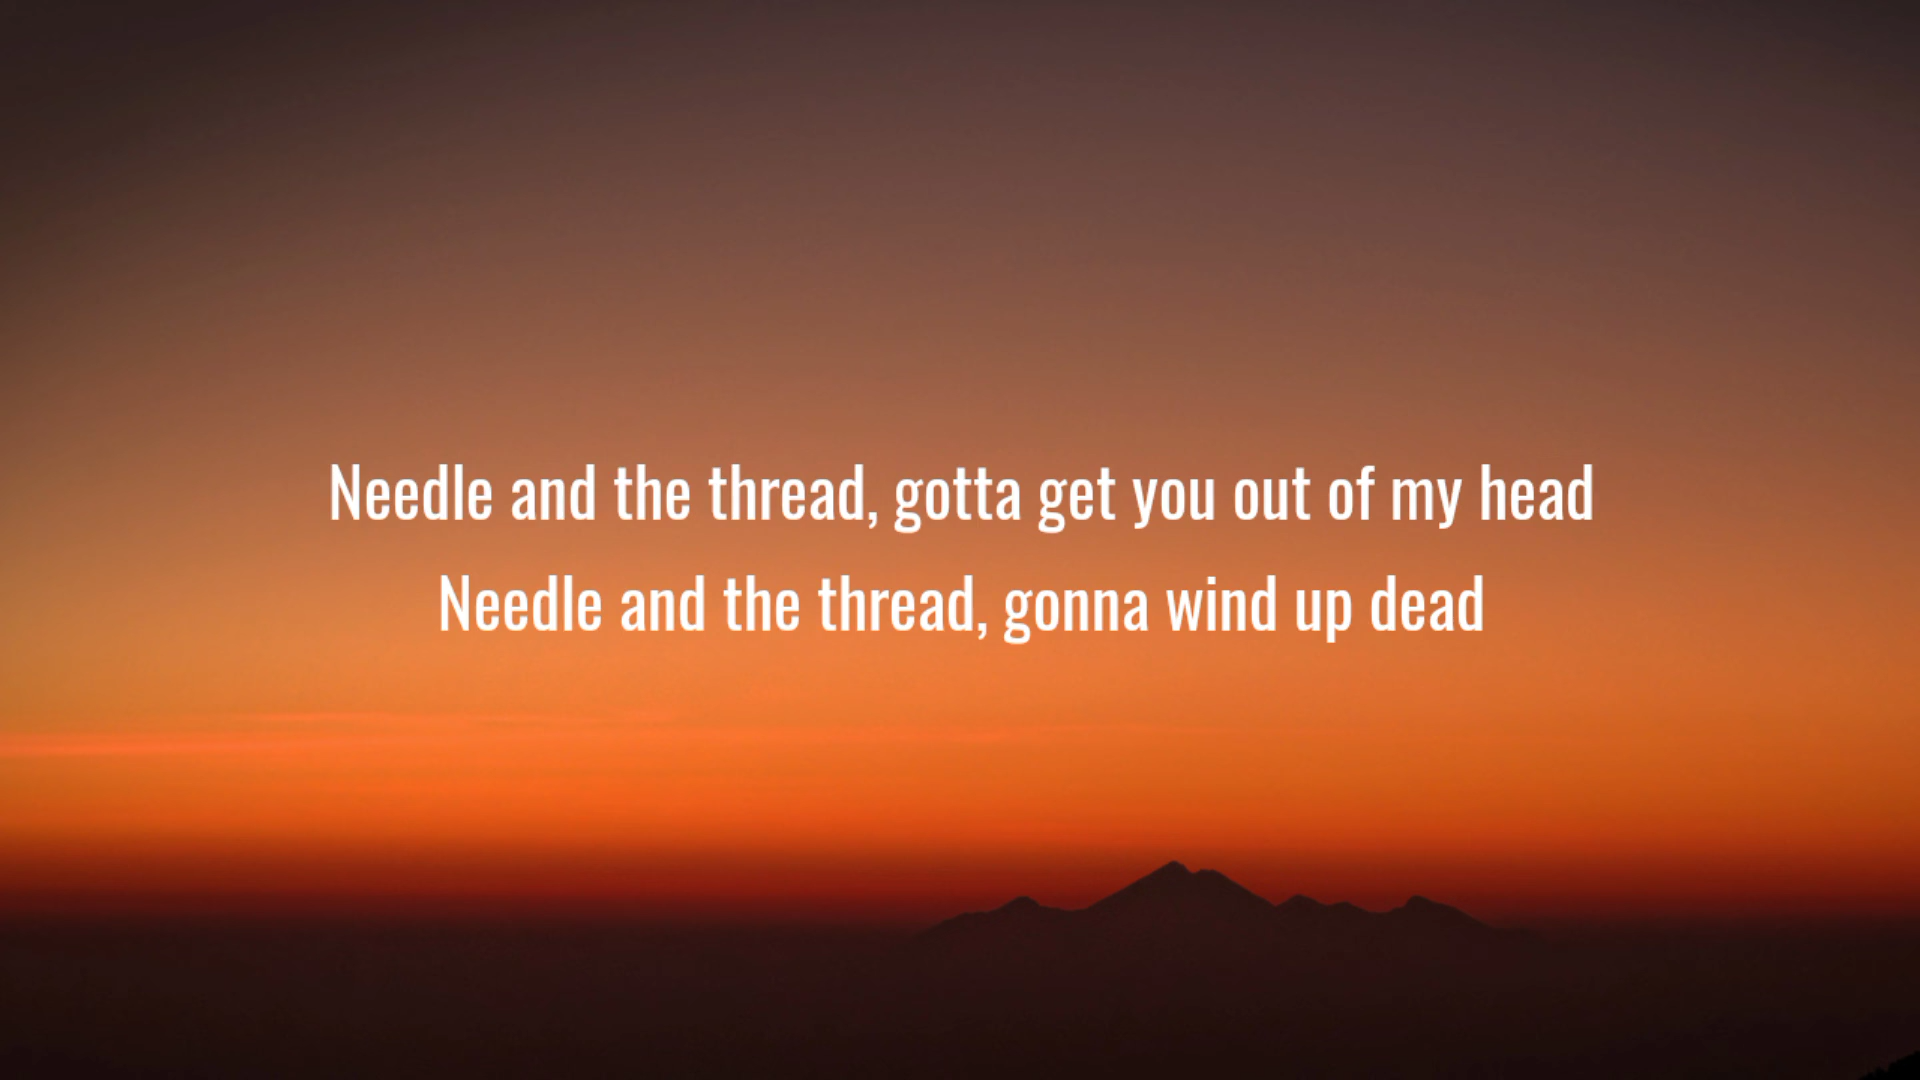 Needle and the thread, gotta get you out of my head
Needle and the thread, gonna wind up dead